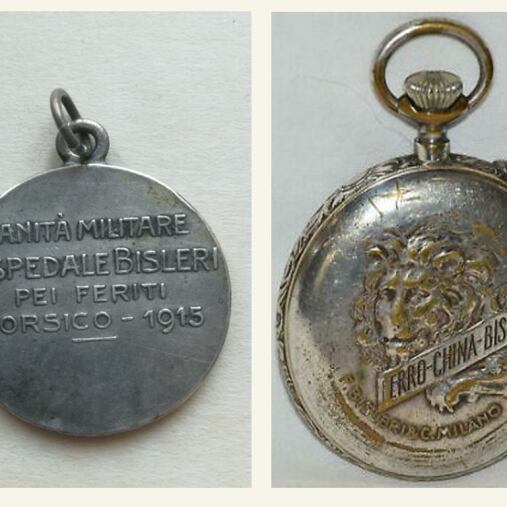 ANITÀ MILITARE
SPEDALE BISLERI
PEI FERITI
ORSICO - 1915
ERRO-CHINA-BIS
F. BISLERI & C. MILANO